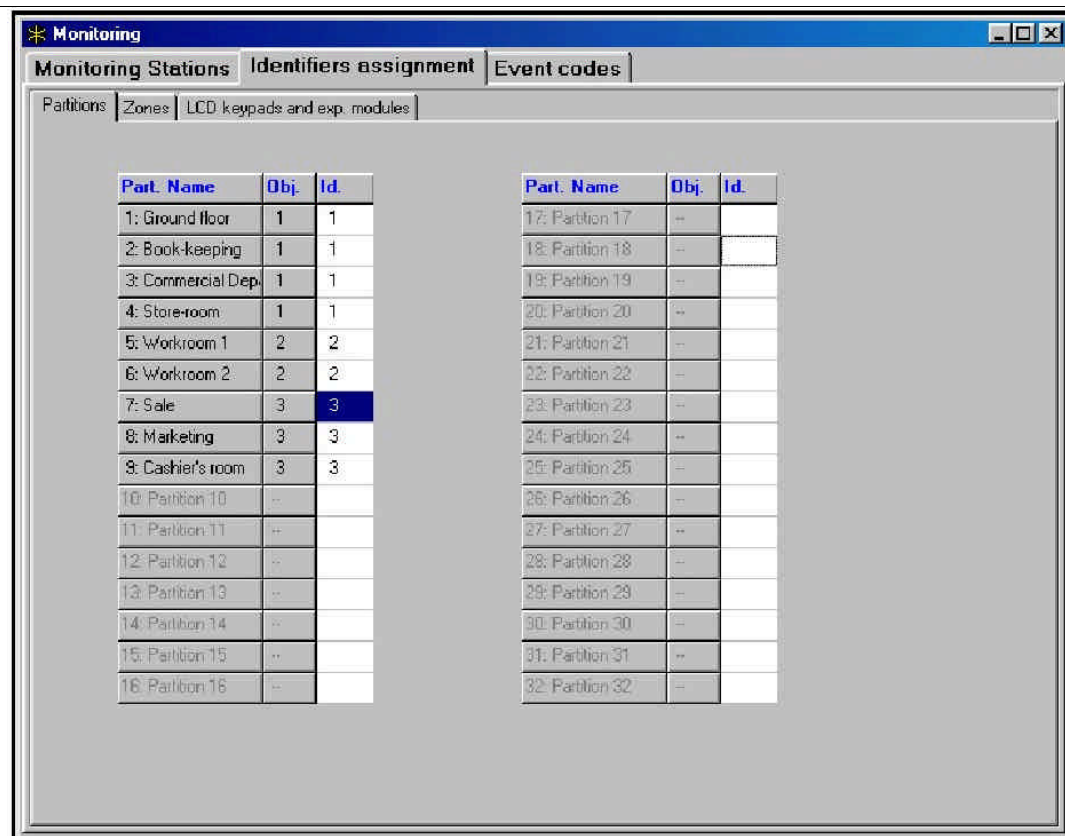 Monitoring
Monitoring Stations Identifiers assignment Event codes
Partitions Zones LCD keypads and exp. modules
Part. Name Obj. Id. Part. Name Obj. Id.
1: Ground floor 1 1 17: Partition 17 --
2: Book-keeping 1 1 18: Partition 18 --
3: Commercial Dep 1 1 19: Partition 19 --
4: Store-room 1 1 20: Partition 20 --
5: Workroom 1 2 2 21: Partition 21 --
6: Workroom 2 2 2 22: Partition 22 --
7: Sale 3 3 23: Partition 23 --
8: Marketing 3 3 24: Partition 24 --
9: Cashier's room 3 3 25: Partition 25 --
10: Partition 10 -- 26: Partition 26 --
11: Partition 11 -- 27: Partition 27 --
12: Partition 12 -- 28: Partition 28 --
13: Partition 13 -- 29: Partition 29 --
14: Partition 14 -- 30: Partition 30 --
15: Partition 15 -- 31: Partition 31 --
16: Partition 16 -- 32: Partition 32 --